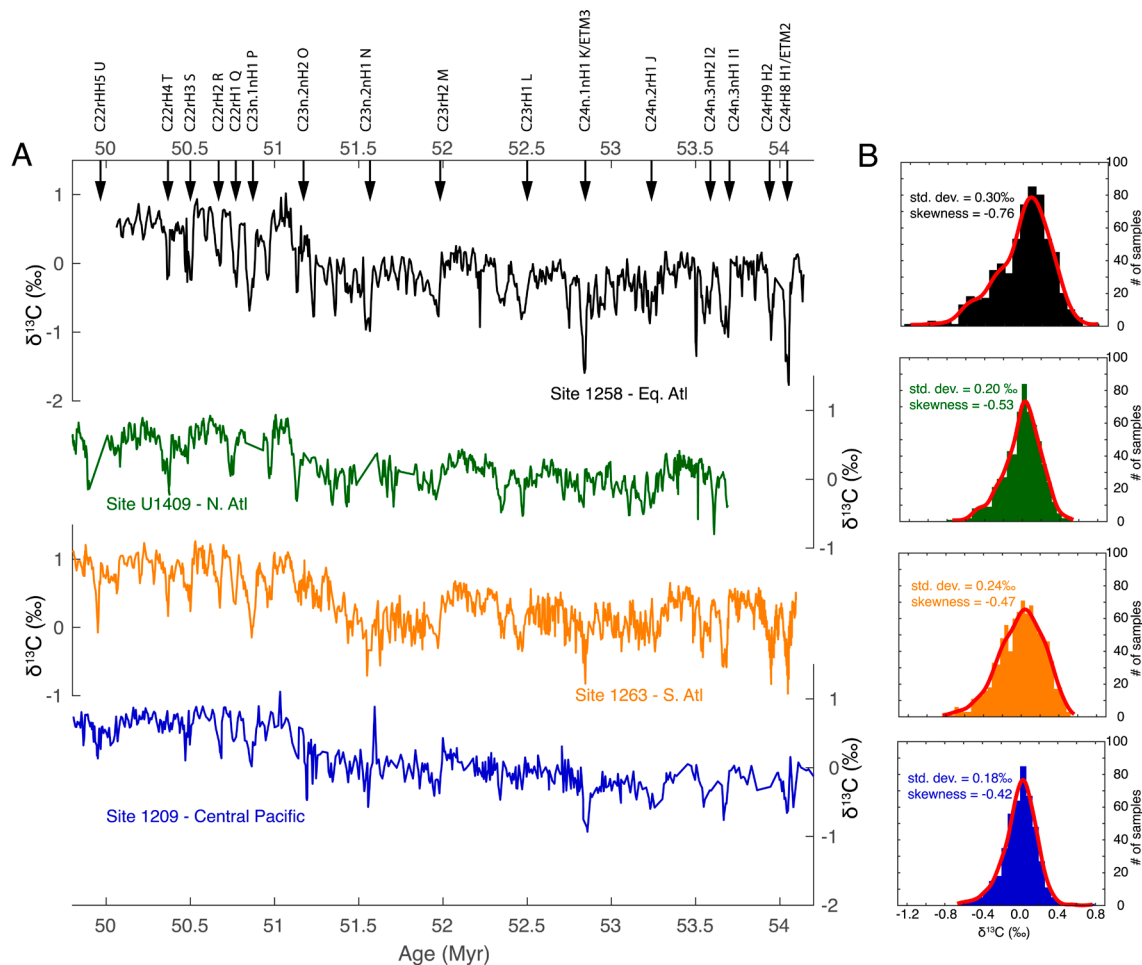 C22rHH5 U
C22rH4 T
C22rH3 S
C22rH2 R
C22rH1 Q
C23n.1nH1 P
C23n.2nH2 O
C23n.2nH1 N
C23rH2 M
C23rH1 L
C24n.1nH1 K/ETM3
C24n.2rH1 J
C24n.3nH2 I2
C24n.3nH1 I1
C24rH9 H2
C24rH8 H1/ETM2
A
50 50.5 51 51.5 52 52.5 53 53.5 54
1
0
-1
-2
δ¹³C (‰)
Site 1258 - Eq. Atl
1
0
-1
δ¹³C (‰)
Site U1409 - N. Atl
1
0
-1
δ¹³C (‰)
Site 1263 - S. Atl
1
0
-1
-2
δ¹³C (‰)
Site 1209 - Central Pacific
50 50.5 51 51.5 52 52.5 53 53.5 54
Age (Myr)
B
std. dev. = 0.30‰
skewness = -0.76
100
80
60
40
20
0
# of samples
std. dev. = 0.20 ‰
skewness = -0.53
100
80
60
40
20
0
# of samples
std. dev. = 0.24‰
skewness = -0.47
100
80
60
40
20
0
# of samples
std. dev. = 0.18‰
skewness = -0.42
100
80
60
40
20
0
# of samples
-1.2 -0.8 -0.4 0.0 0.4 0.8
δ¹³C (‰)